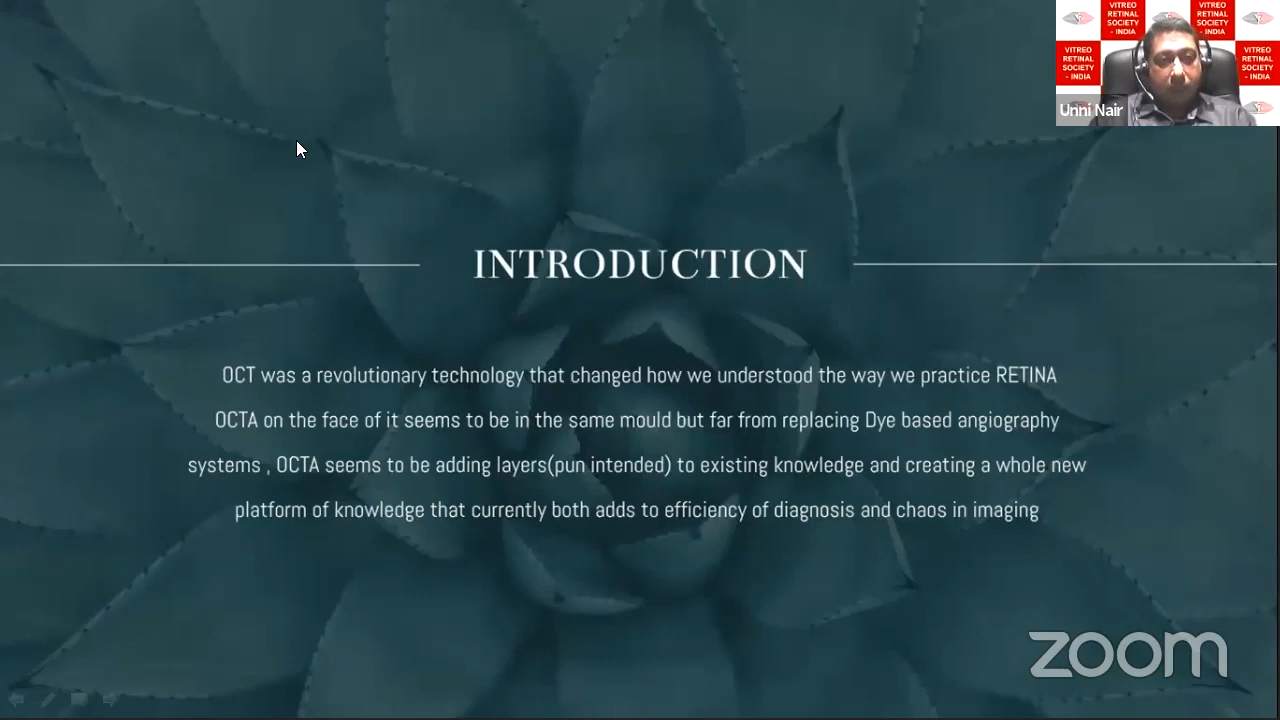 VITREO
RETINAL
SOCIETY
- INDIA
VITREO
RETINAL
SOCIETY
- INDIA
VITREO
RETINAL
SOCIETY
- INDIA
VITREO
RETINAL
SOCIETY
- INDIA
Unni Nair
INTRODUCTION
OCT was a revolutionary technology that changed how we understood the way we practice RETINA
OCTA on the face of it seems to be in the same mould but far from replacing Dye based angiography
systems , OCTA seems to be adding layers(pun intended) to existing knowledge and creating a whole new
platform of knowledge that currently both adds to efficiency of diagnosis and chaos in imaging
zoom